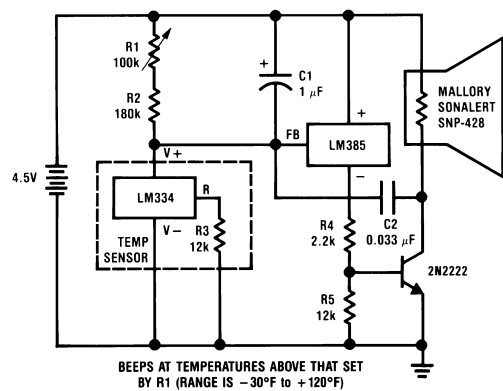 R1
100k
R2
180k
+
C1
1 μF
MALLORY
SONALERT
SNP-428
4.5V
V+
LM334
R
V−
TEMP
SENSOR
R3
12k
FB
+
LM385
−
R4
2.2k
C2
0.033 μF
R5
12k
2N2222
BEEPS AT TEMPERATURES ABOVE THAT SET
BY R1 (RANGE IS −30°F to +120°F)